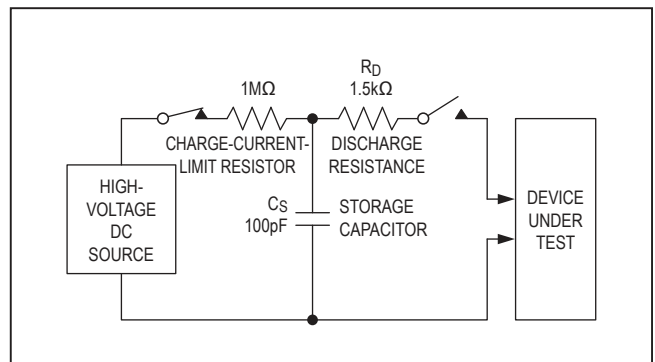 1MΩ
CHARGE-CURRENT-
LIMIT RESISTOR
RD
1.5kΩ
DISCHARGE
RESISTANCE
HIGH-
VOLTAGE
DC
SOURCE
CS
100pF
STORAGE
CAPACITOR
DEVICE
UNDER
TEST